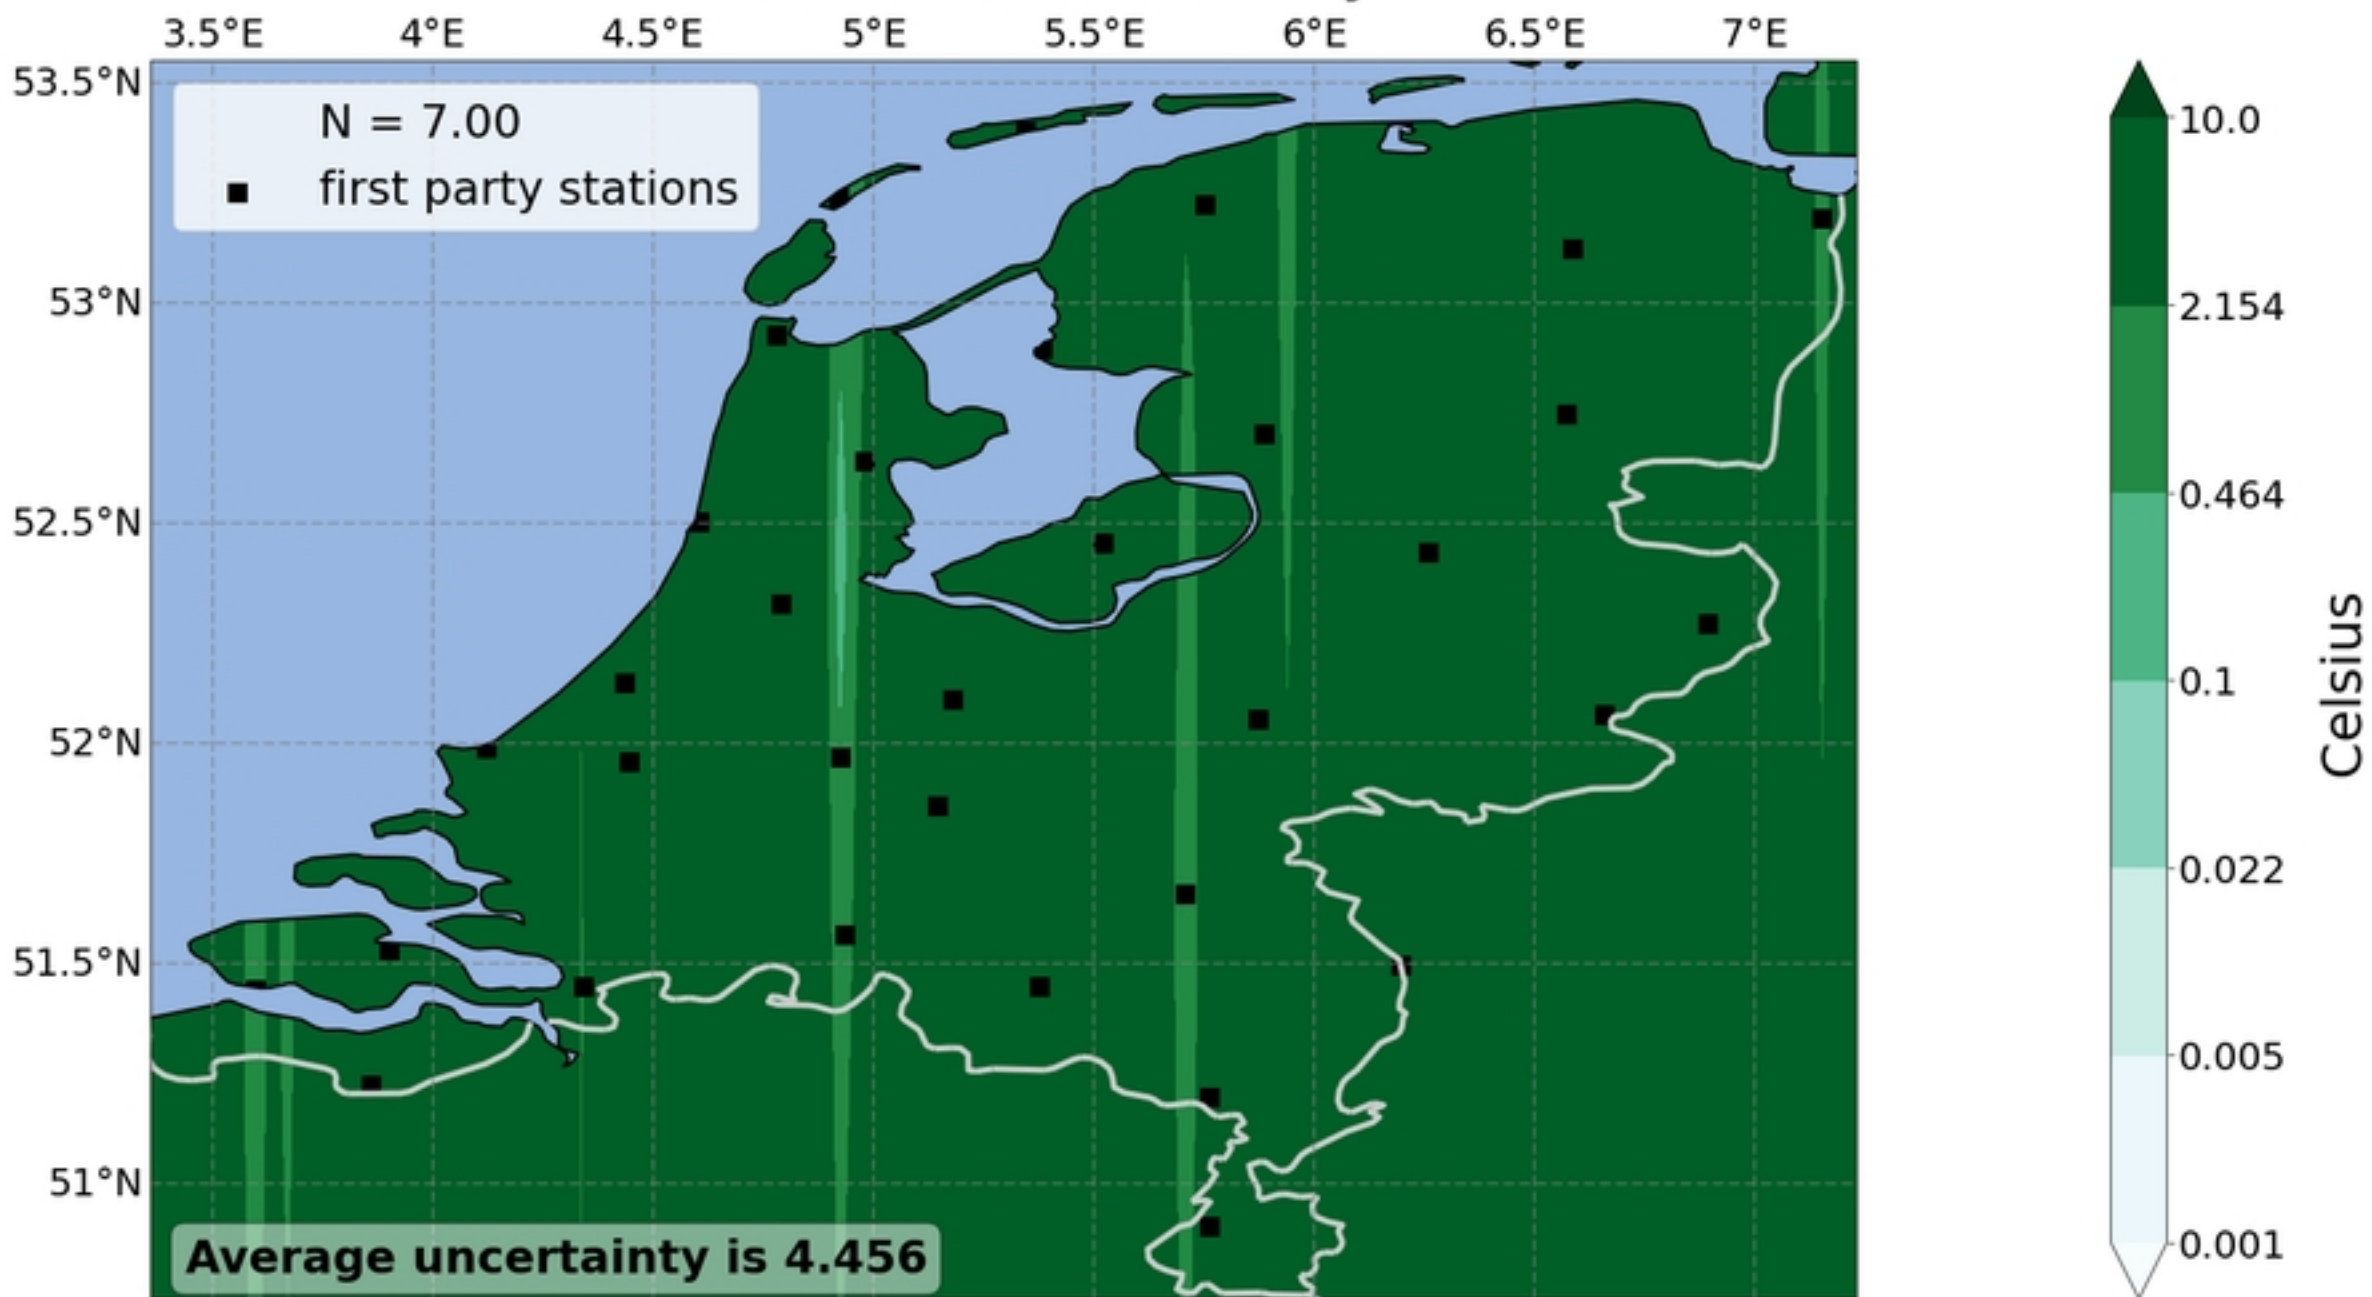 3.5°E 4°E 4.5°E 5°E 5.5°E 6°E 6.5°E 7°E
53.5°N
N = 7.00
first party stations
10.0
53°N
2.154
52.5°N
0.464
Celsius
0.1
52°N
0.022
51.5°N
0.005
51°N
Average uncertainty is 4.456
0.001